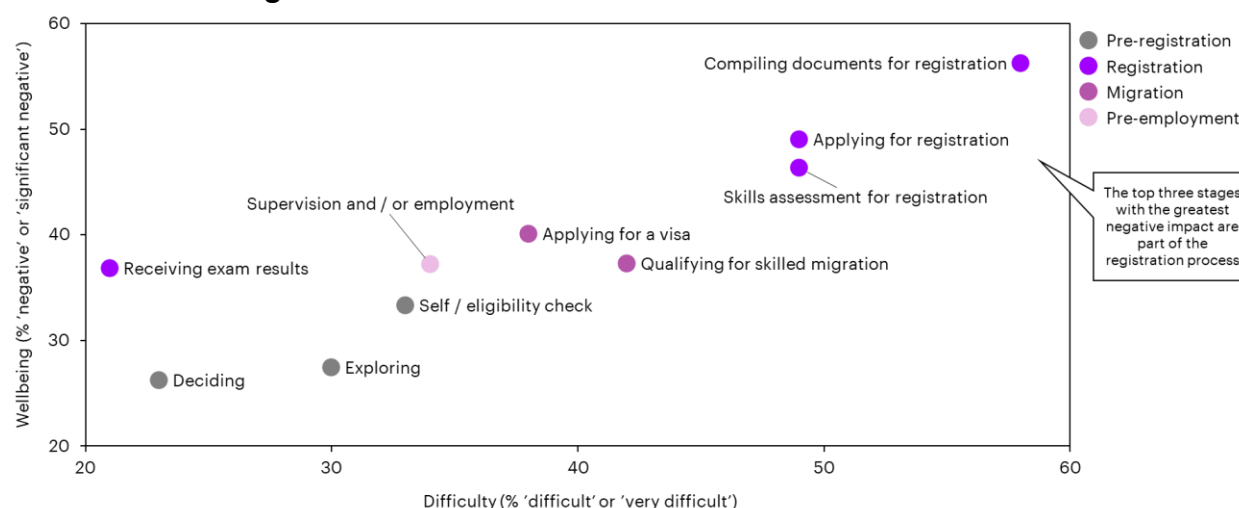 60
Compiling documents for registration
Pre-registration
Registration
Migration
Pre-employment
50
Applying for registration
Skills assessment for registration
The top three stages
with the greatest
negative impact are
part of the
registration process
Supervision and / or employment
40
Applying for a visa
Receiving exam results
Qualifying for skilled migration
Self / eligibility check
30
Exploring
Deciding
20
20
30
40
50
60
Wellbeing (% ‘negative’ or ‘significant negative’)
Difficulty (% ‘difficult’ or ‘very difficult’)